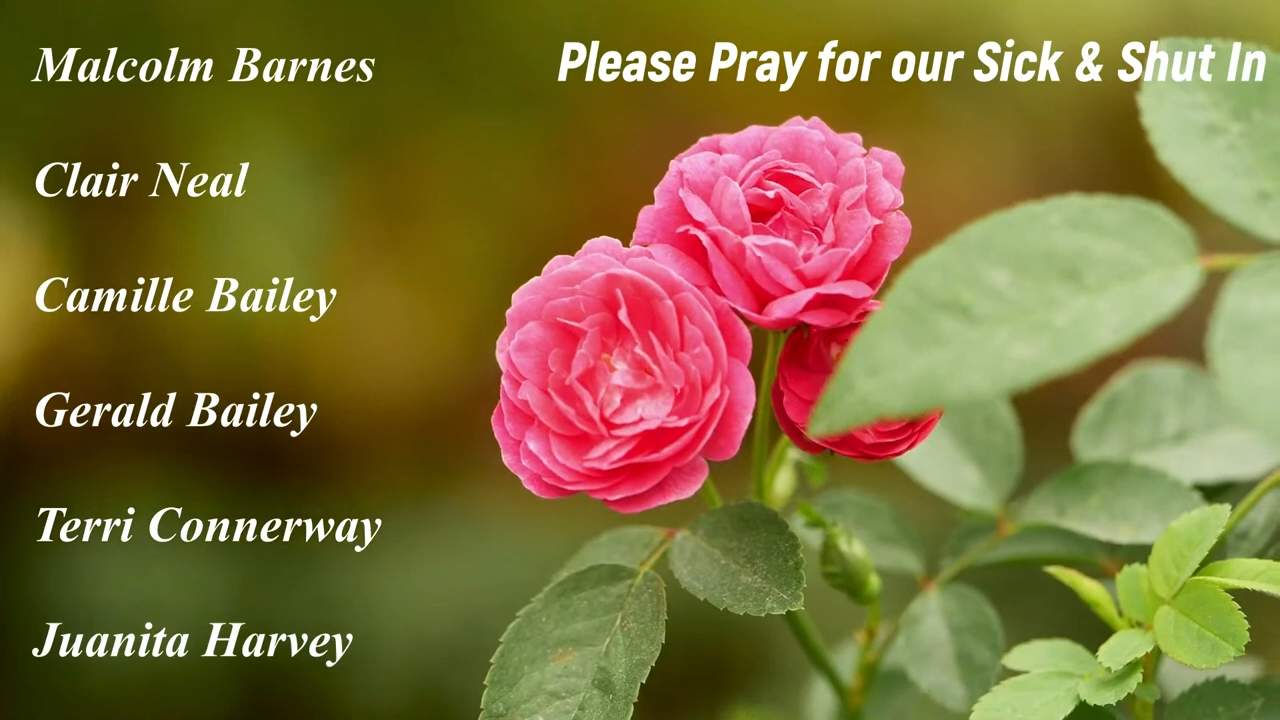 Please Pray for our Sick & Shut In
Malcolm Barnes
Clair Neal
Camille Bailey
Gerald Bailey
Terri Connerway
Juanita Harvey